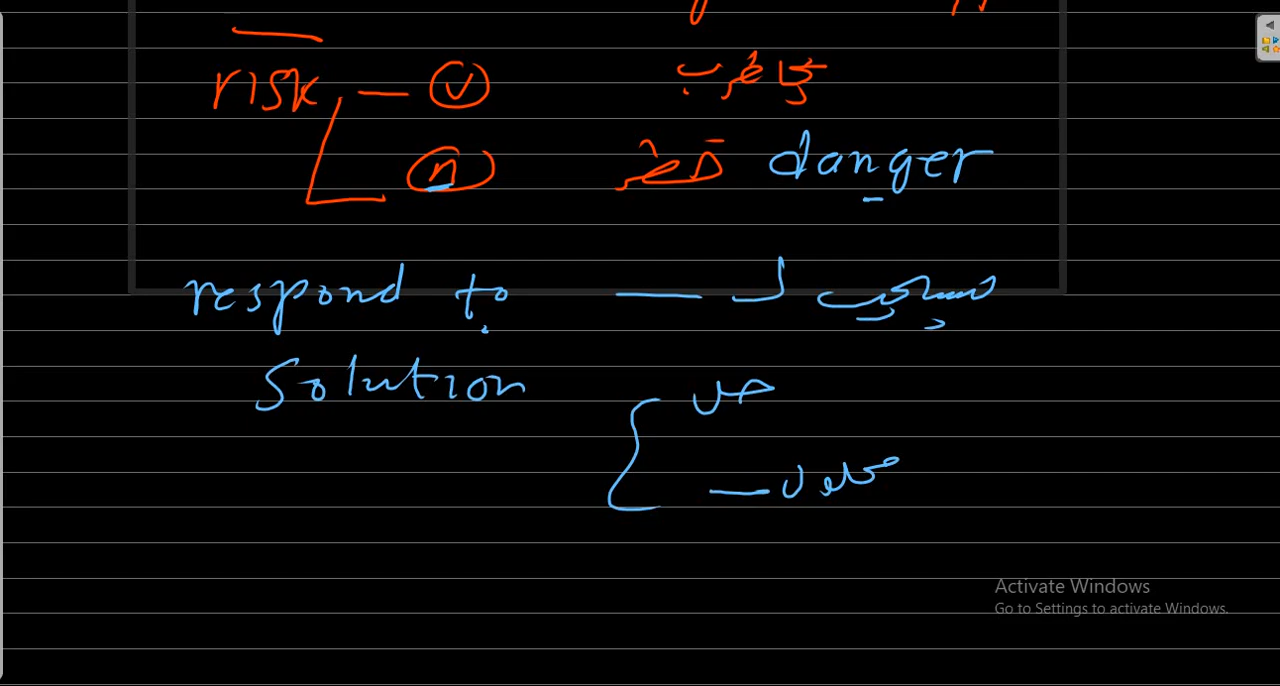 risk — v يخاطر بـ
n خطر danger
respond to يستجيب لـ —
solution حل
محلول —
Activate Windows
Go to Settings to activate Windows.